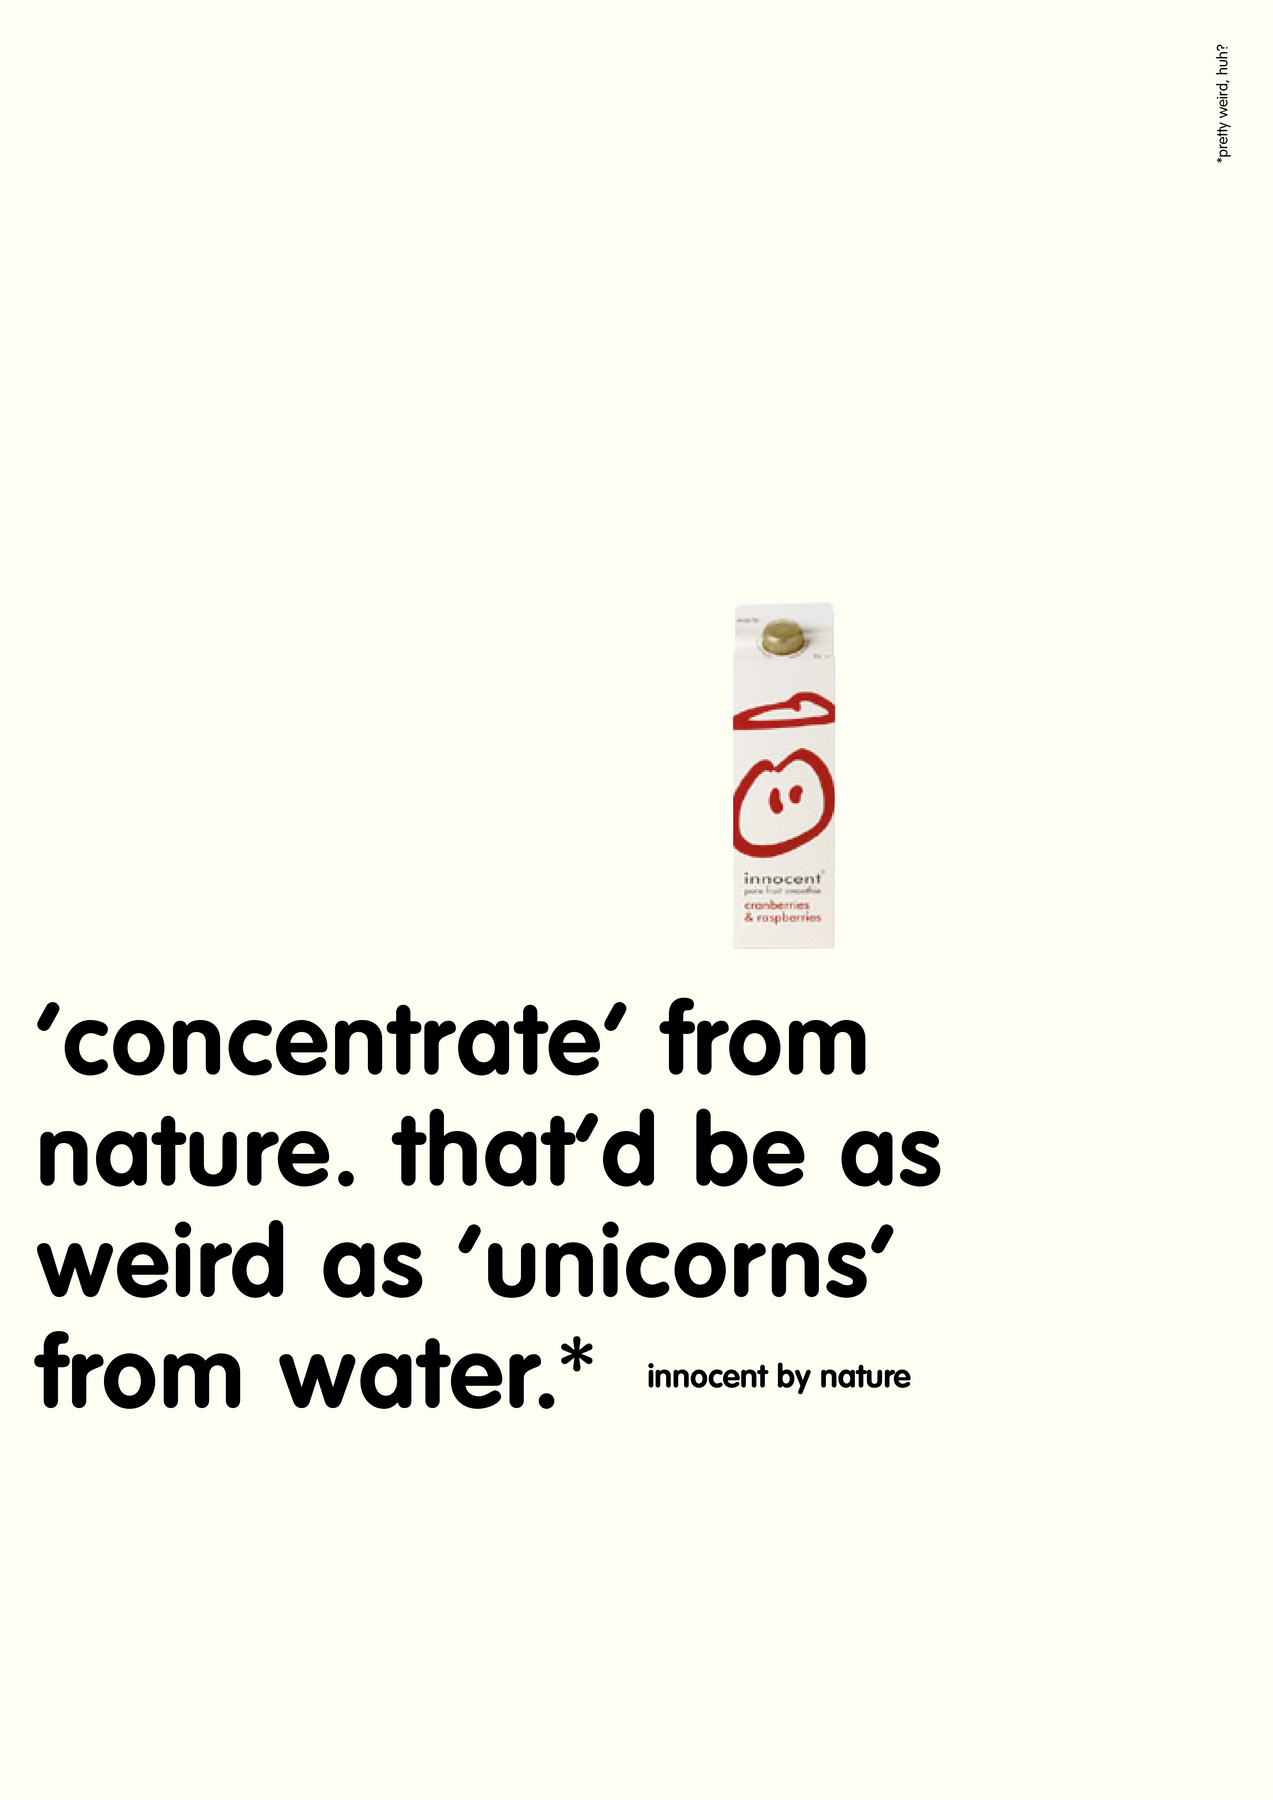 *pretty weird, huh?
innocent
pure fruit smoothie
cranberries
& raspberries
'concentrate' from
nature. that'd be as
weird as 'unicorns'
from water.*
innocent by nature